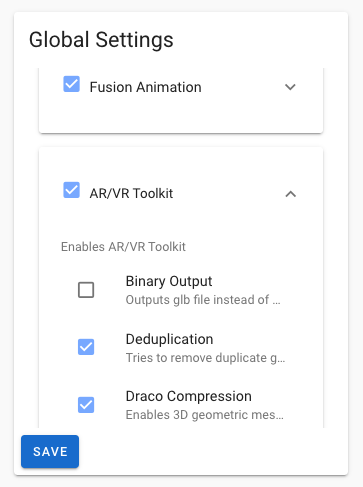 Global Settings
Fusion Animation
AR/VR Toolkit
Enables AR/VR Toolkit
Binary Output
Outputs glb file instead of ...
Deduplication
Tries to remove duplicate g...
Draco Compression
Enables 3D geometric mes...
SAVE